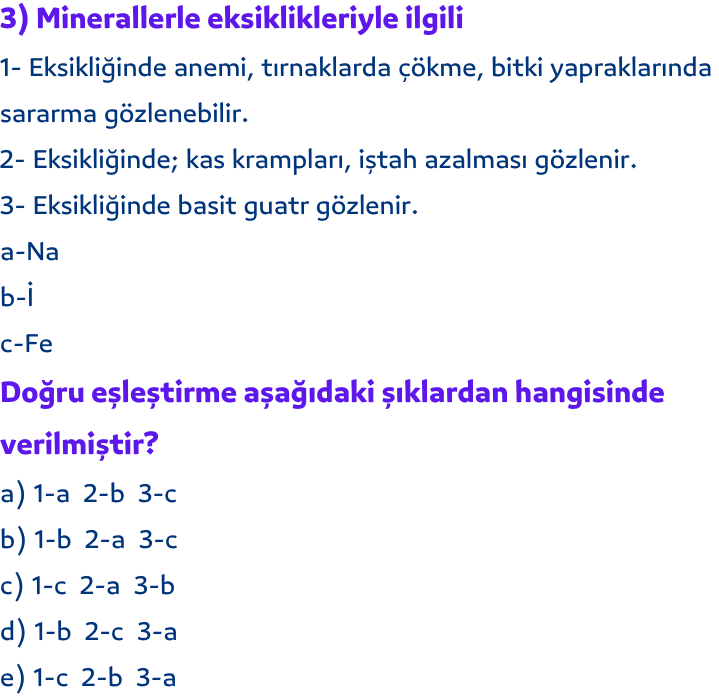 3) Minerallerle eksiklikleriyle ilgili
1- Eksikliğinde anemi, tırnaklarda çökme, bitki yapraklarında
sararma gözlenebilir.
2- Eksikliğinde; kas krampları, iştah azalması gözlenir.
3- Eksikliğinde basit guatr gözlenir.
a-Na
b-İ
c-Fe
Doğru eşleştirme aşağıdaki şıklardan hangisinde
verilmiştir?
a) 1-a 2-b 3-c
b) 1-b 2-a 3-c
c) 1-c 2-a 3-b
d) 1-b 2-c 3-a
e) 1-c 2-b 3-a